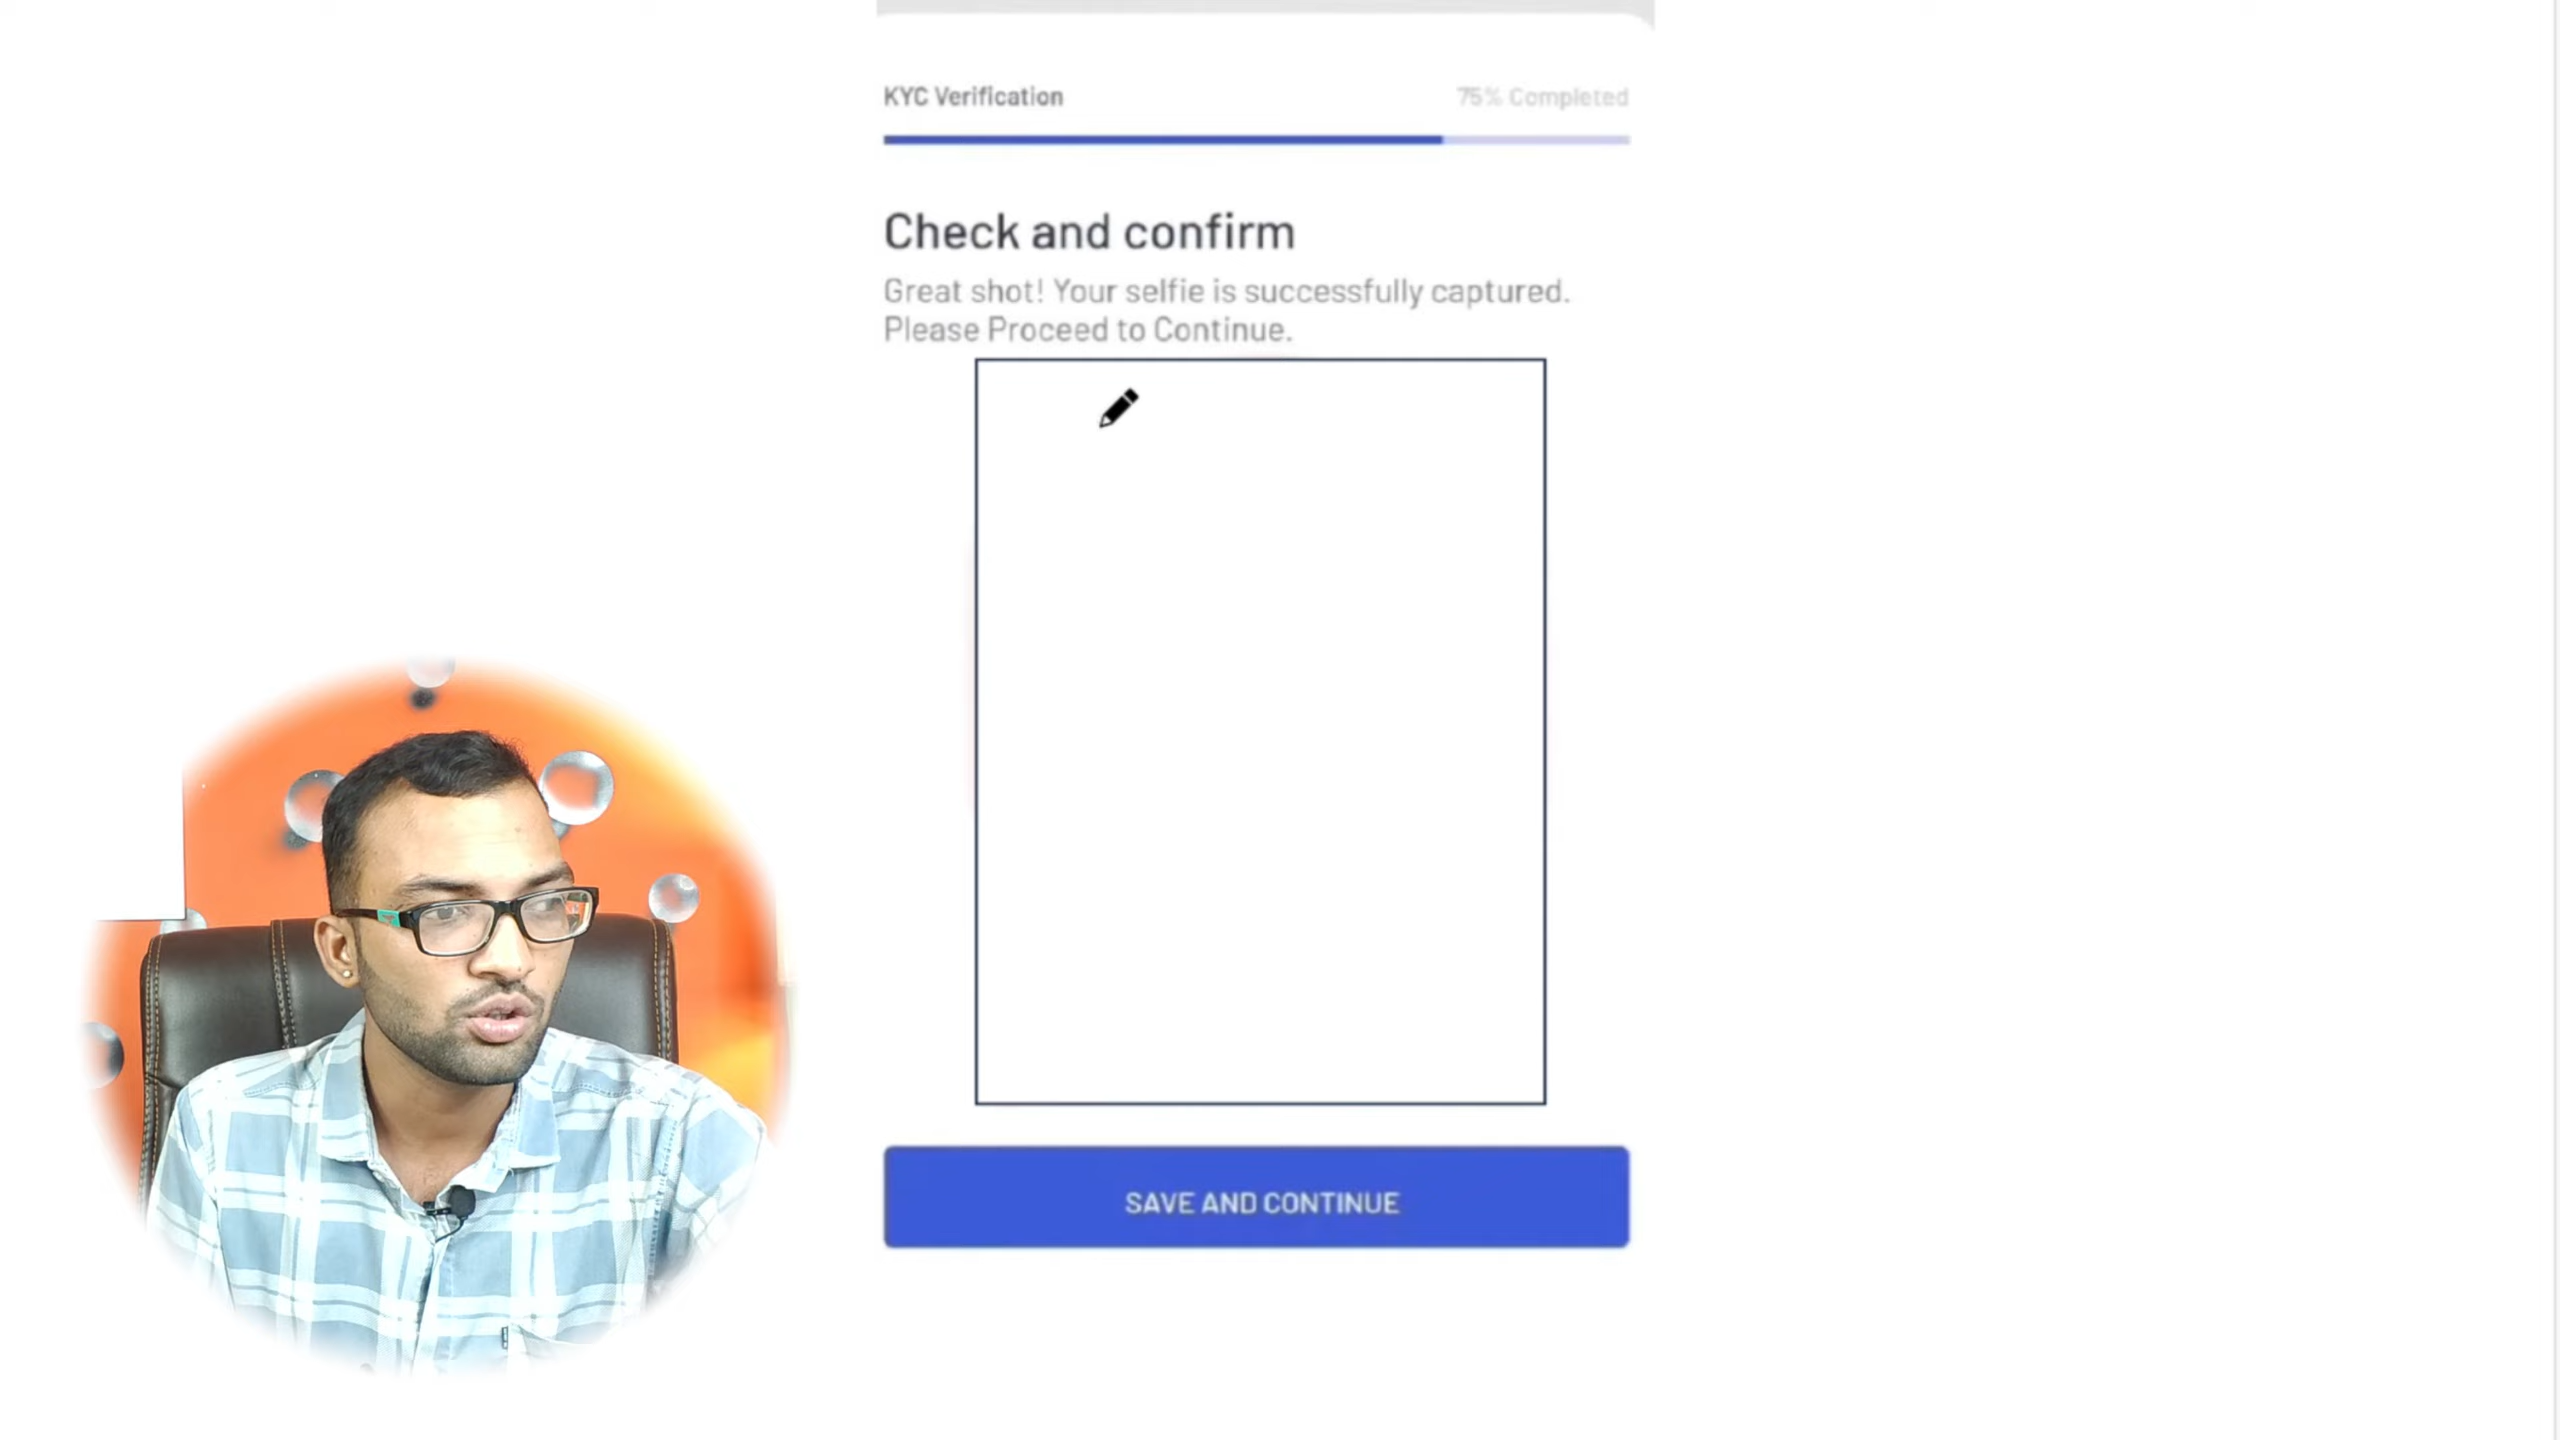 KYC Verification
75% Completed
Check and confirm
Great shot! Your selfie is successfully captured.
Please Proceed to Continue.
SAVE AND CONTINUE